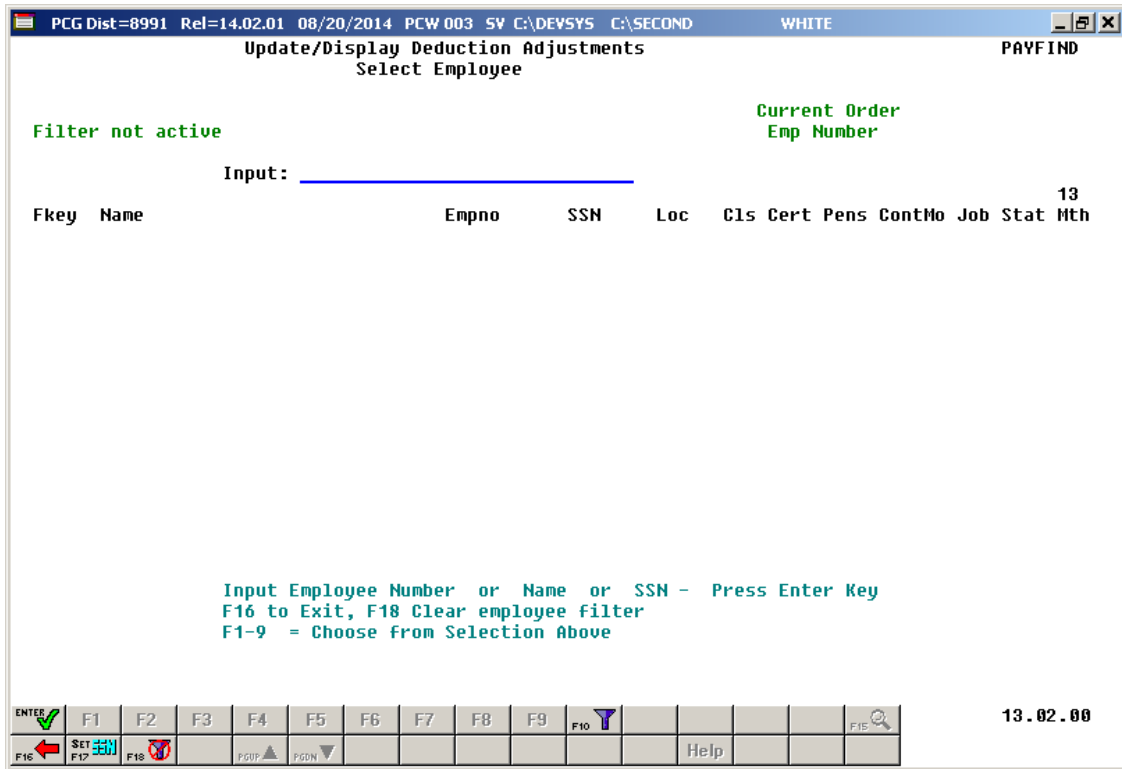 PCG Dist=8991 Rel=14.02.01 08/20/2014 PCW 003 SV C:\DEVSYS C:\SECOND WHITE
Update/Display Deduction Adjustments PAYFIND
Select Employee
Current Order
Filter not active Emp Number
Input:
13
Fkey Name Empno SSN Loc Cls Cert Pens ContMo Job Stat Mth
Input Employee Number or Name or SSN - Press Enter Key
F16 to Exit, F18 Clear employee filter
F1-9 = Choose from Selection Above
ENTER F1 F2 F3 F4 F5 F6 F7 F8 F9 F10 F15 13.02.00
F16 SET F17 F18 PGUP PGDN Help